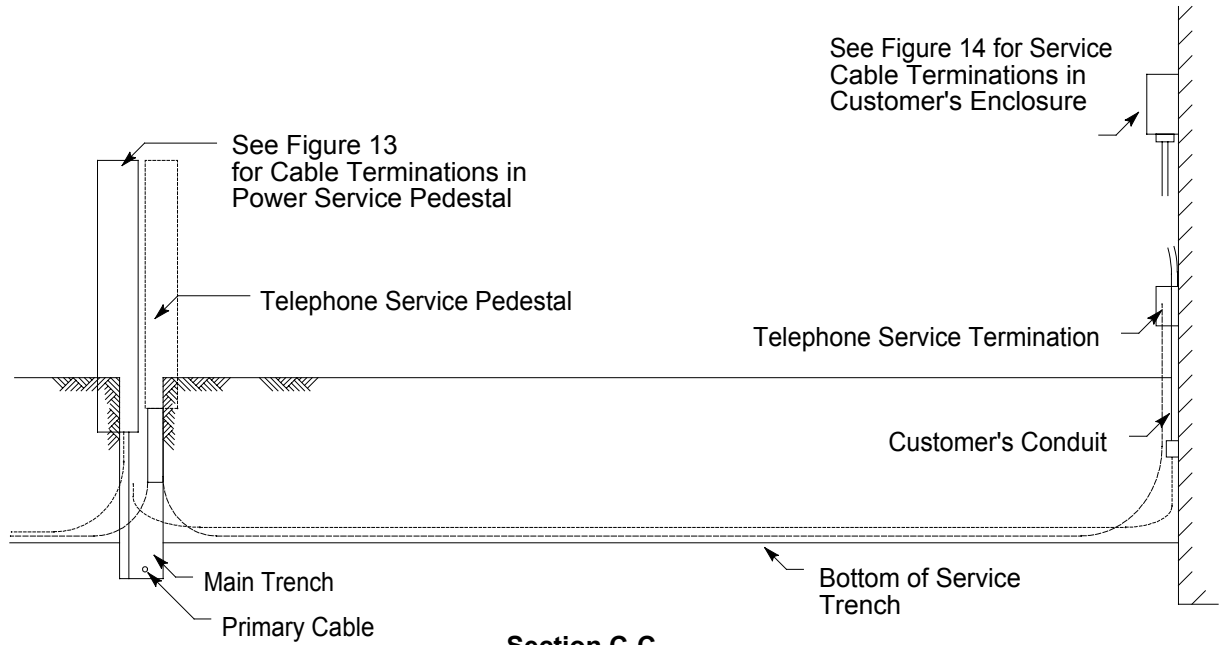 See Figure 14 for Service
Cable Terminations in
Customer's Enclosure
See Figure 13
for Cable Terminations in
Power Service Pedestal
Telephone Service Pedestal
Telephone Service Termination
Customer's Conduit
Main Trench
Bottom of Service
Trench
Primary Cable
Section C-C